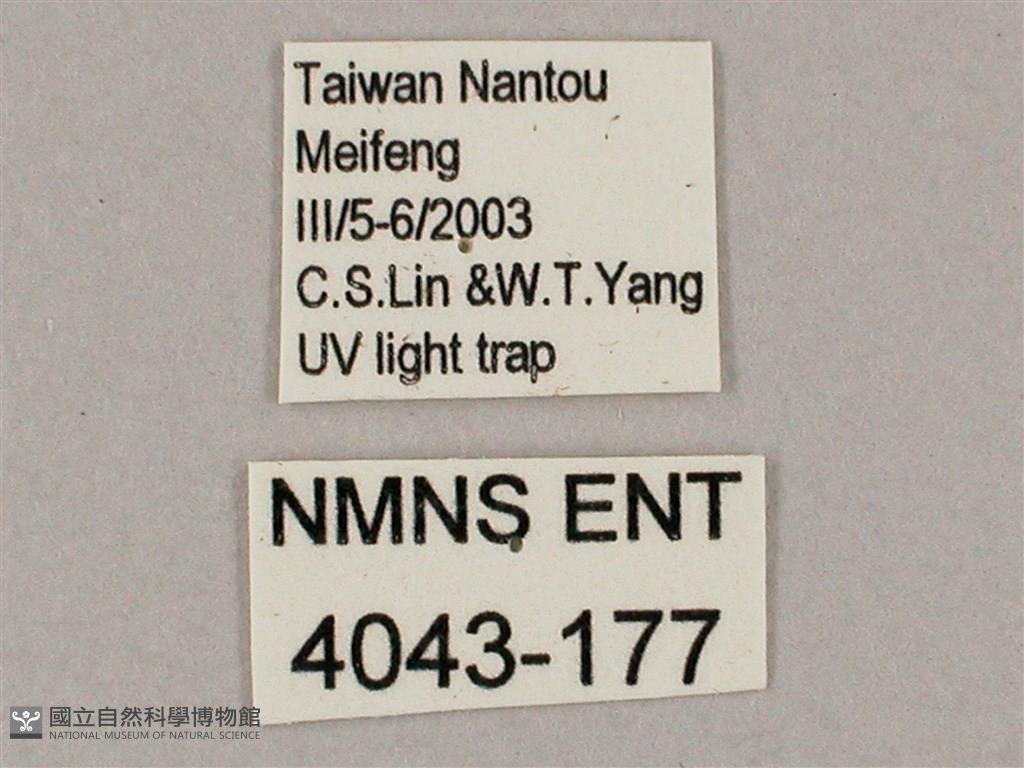 Taiwan Nantou
Meifeng
III/5-6/2003
C.S.Lin &W.T.Yang
UV light trap
NMNS ENT
4043-177
國立自然科學博物館
NATIONAL MUSEUM OF NATURAL SCIENCE